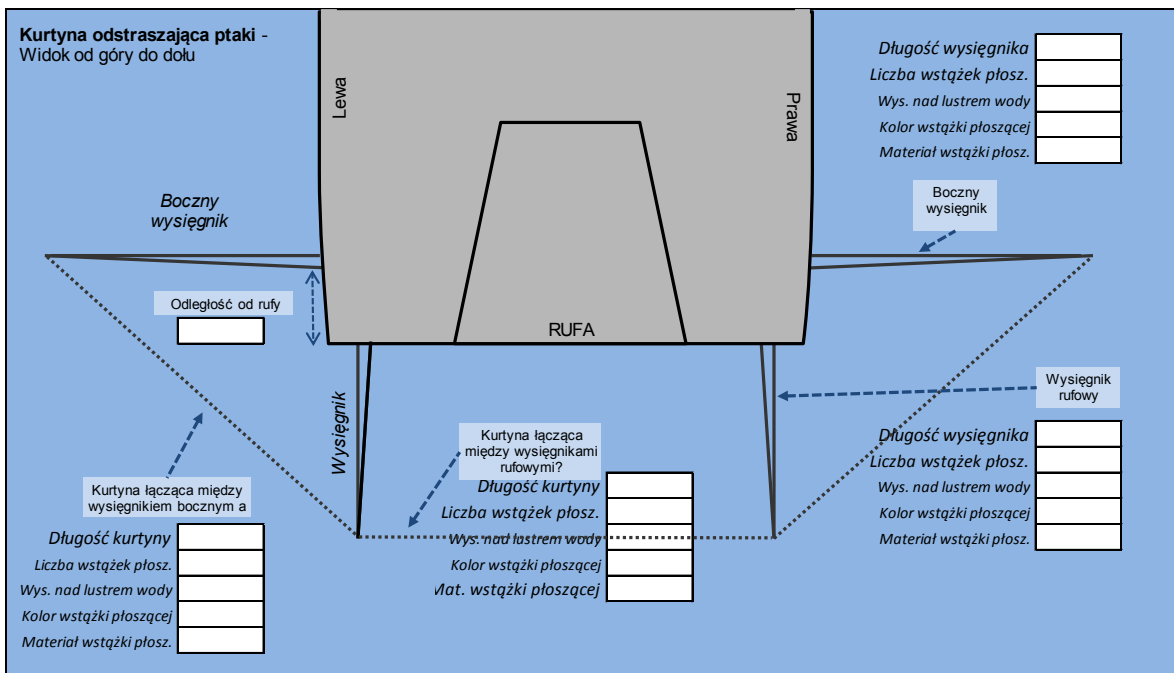 Kurtyna odstraszająca ptaki -
Widok od góry do dołu
Lewa
Prawa
Długość wysięgnika
Liczba wstążek płosz.
Wys. nad lustrem wody
Kolor wstążki płoszącej
Materiał wstążki płosz.
Boczny
wysięgnik
Boczny
wysięgnik
Odległość od rufy
RUFA
Wysięgnik
Wysięgnik
rufowy
Kurtyna łącząca
między wysięgnikami
rufowymi?
Długość kurtyny
Liczba wstążek płosz.
Wys. nad lustrem wody
Kolor wstążki płoszącej
Mat. wstążki płoszącej
Długość wysięgnika
Liczba wstążek płosz.
Wys. nad lustrem wody
Kolor wstążki płoszącej
Materiał wstążki płosz.
Kurtyna łącząca między
wysięgnikiem bocznym a
Długość kurtyny
Liczba wstążek płosz.
Wys. nad lustrem wody
Kolor wstążki płoszącej
Materiał wstążki płosz.